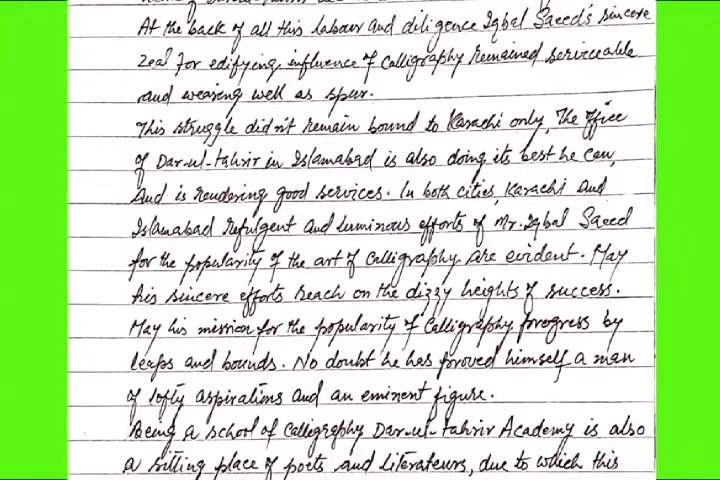 At the back of all this labour and diligence Iqbal Saeed's sincere
zeal for edifying influence of calligraphy remained serviceable
and wearing well as spur.
This struggle didn't remain bound to Karachi only, The office
of Dar-ul-tahrir in Islamabad is also doing its best he can,
And is rendering good services. In both cities, Karachi and
Islamabad refulgent and luminous efforts of Mr. Iqbal Saeed
for the popularity of the art of calligraphy are evident. May
his sincere efforts reach on the dizzy heights of success.
May his mission for the popularity of calligraphy progress by
leaps and bounds. No doubt he has proved himself a man
of lofty aspirations and an eminent figure.
Being a school of calligraphy Dar-ul-tahrir Academy is also
a sitting place of poets and literateurs, due to which this